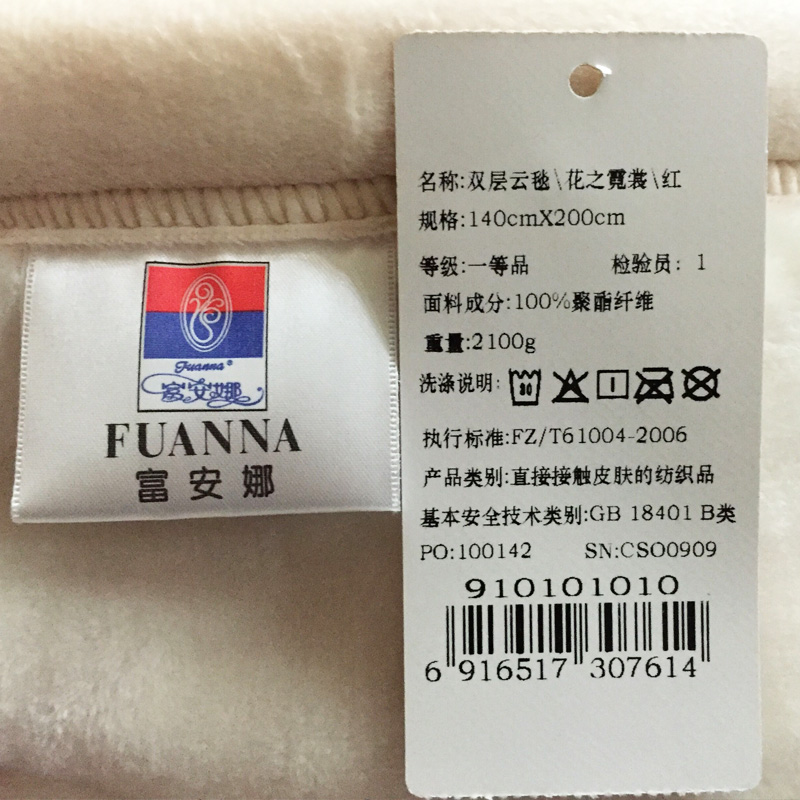 Fuanna®
富安娜
FUANNA
富安娜
名称:双层云毯\花之霓裳\红
规格:140cmX200cm
等级:一等品 检验员: 1
面料成分:100%聚酯纤维
重量:2100g
洗涤说明: 30
执行标准:FZ/T61004-2006
产品类别:直接接触皮肤的纺织品
基本安全技术类别:GB 18401 B类
PO:100142 SN:CSO0909
910101010
6 916517 307614